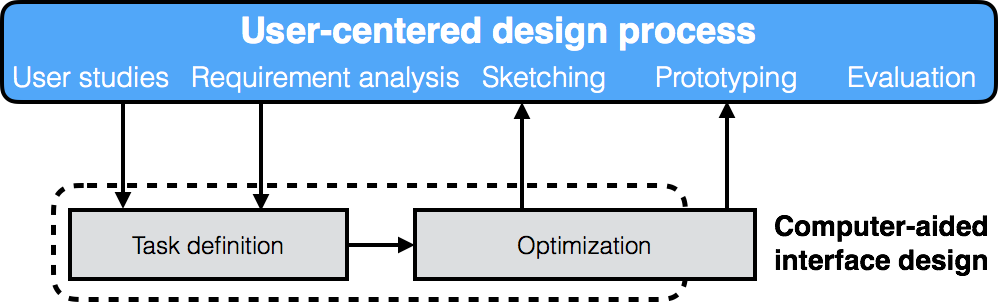 User-centered design process
User studies Requirement analysis Sketching Prototyping Evaluation
Task definition
Optimization
Computer-aided
interface design